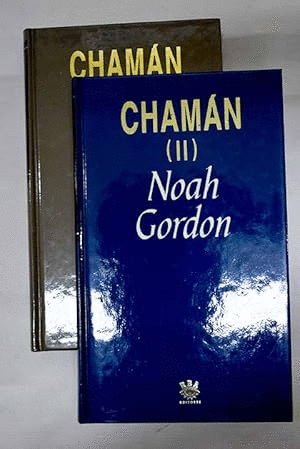 CHAMÁN
CHAMÁN
(II)
Noah
Gordon
RBA
EDITORES